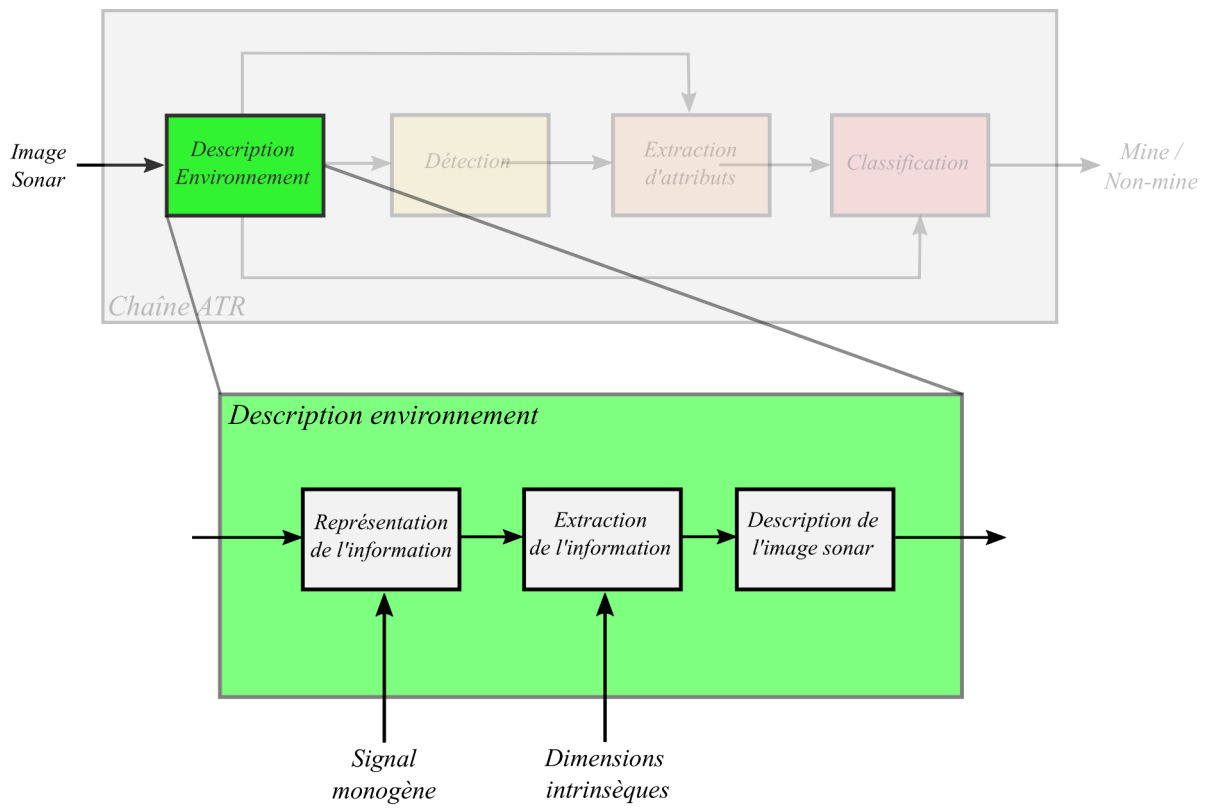 Image
Sonar
Description
Environnement
Détection
Extraction
d'attributs
Classification
Mine /
Non-mine
Chaîne ATR
Description environnement
Représentation
de l'information
Extraction
de l'information
Description de
l'image sonar
Signal
monogène
Dimensions
intrinsèques